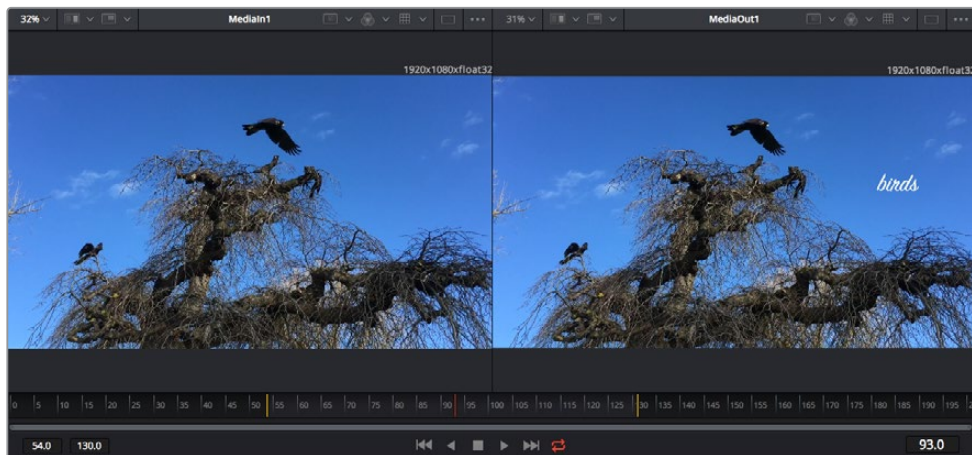 32% MediaIn1
31% MediaOut1
1920x1080xfloat32
1920x1080xfloat32
birds
0 5 10 15 20 25 30 35 40 45 50 55 60 65 70 75 80 85 90 95 100 105 110 115 120 125 130 135 140 145 150 155 160 165 170 175 180 185 190 195
54.0 130.0 93.0